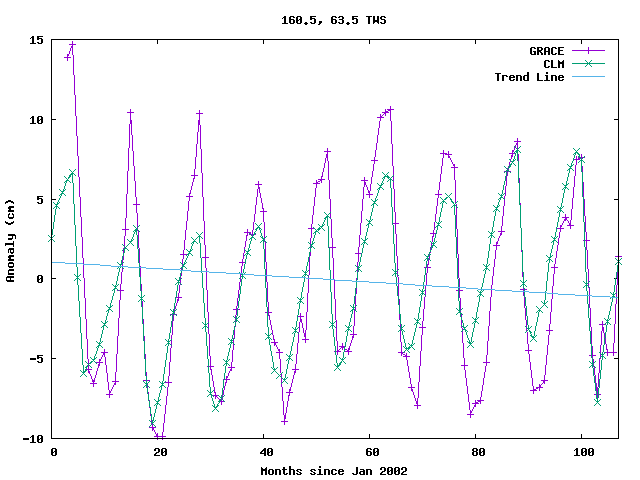 160.5, 63.5 TWS
GRACE
CLM
Trend Line
Anomaly (cm)
15
10
5
0
-5
-10
0 20 40 60 80 100
Months since Jan 2002